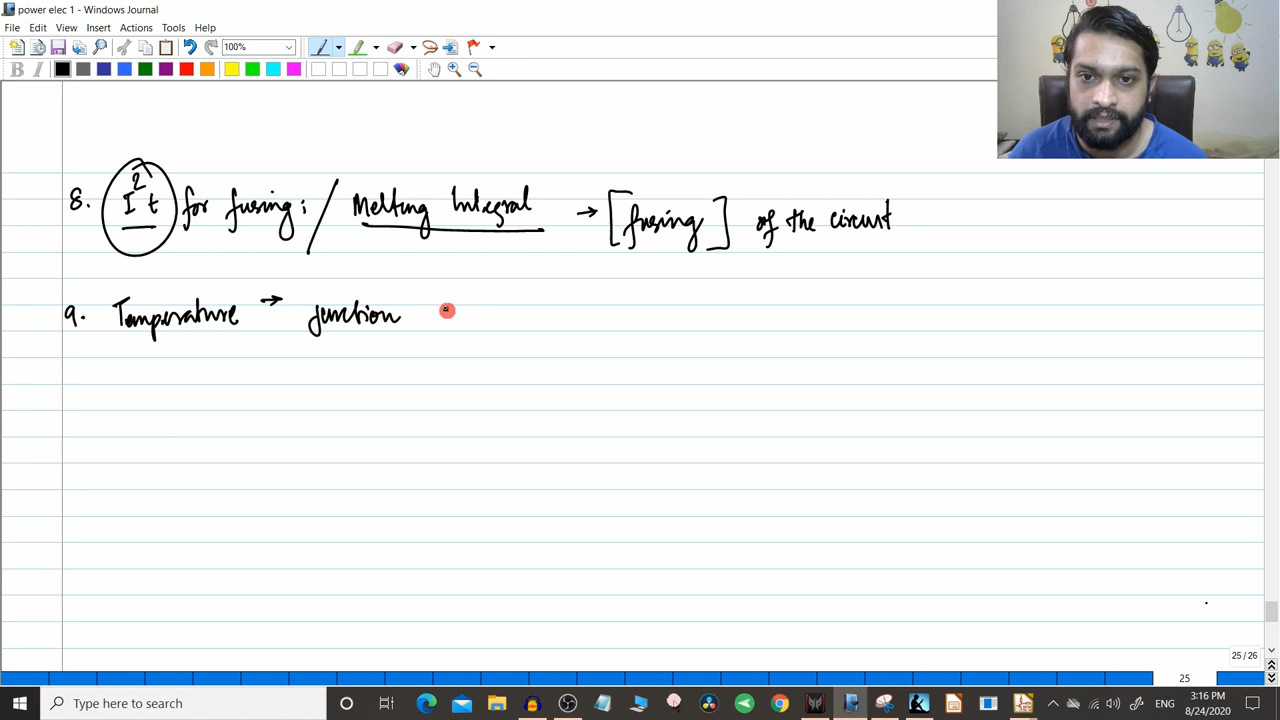 power elec 1 - Windows Journal
File Edit View Insert Actions Tools Help
100%
B I
8. I²t for fusing: / Melting Integral → [fusing] of the circuit
9. Temperature → junction
25 / 26
25
Type here to search
3:16 PM
8/24/2020